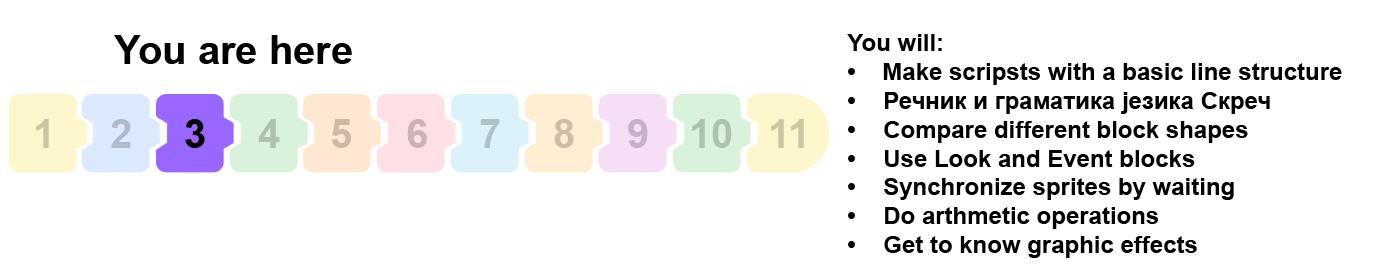 You are here
1 2 3 4 5 6 7 8 9 10 11
You will:
• Make scripsts with a basic line structure
• Речник и граматика језика Скреч
• Compare different block shapes
• Use Look and Event blocks
• Synchronize sprites by waiting
• Do arthmetic operations
• Get to know graphic effects